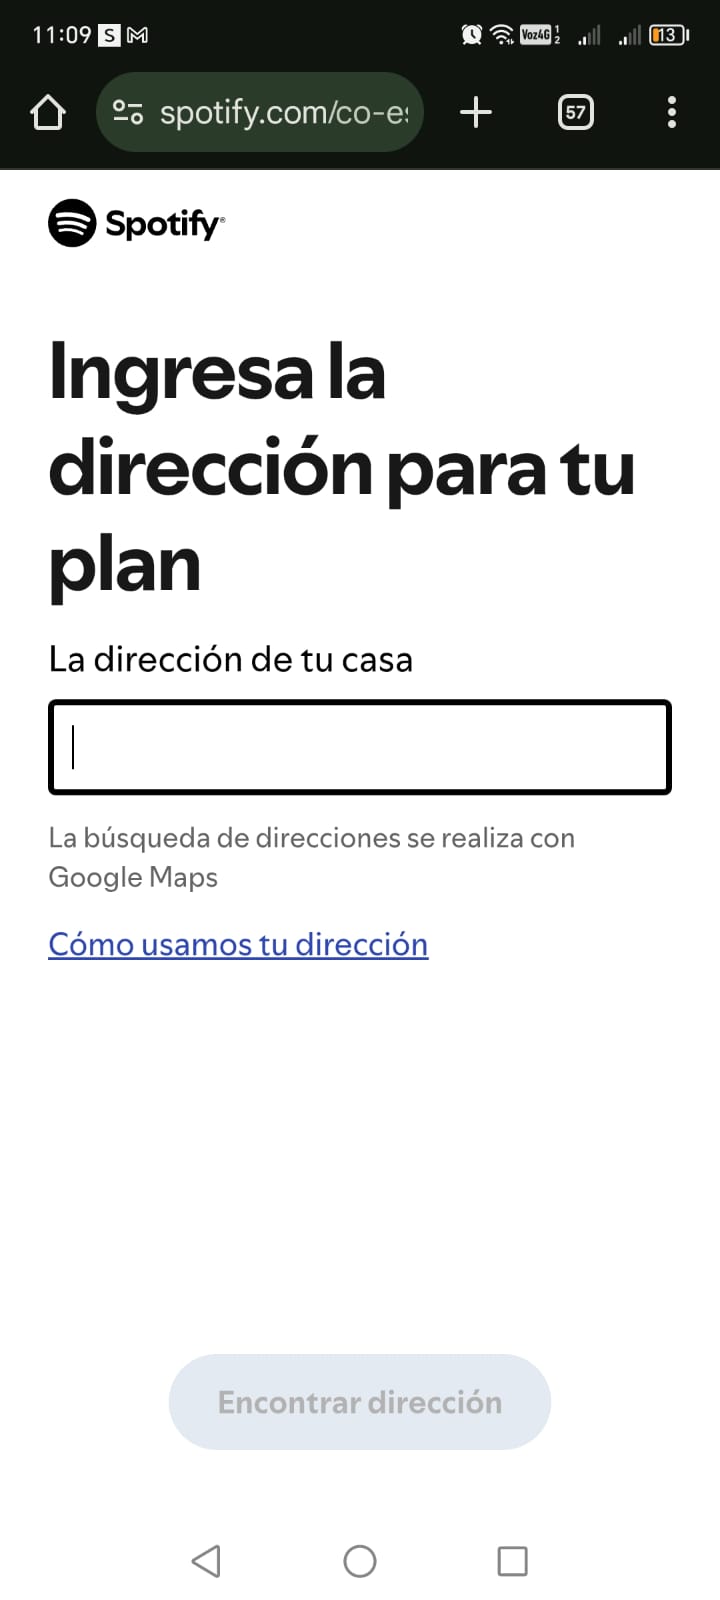 11:09 S M Voz4G 1 2 13
spotify.com/co-es 57
Spotify®
Ingresa la
dirección para tu
plan
La dirección de tu casa
La búsqueda de direcciones se realiza con
Google Maps
Cómo usamos tu dirección
Encontrar dirección